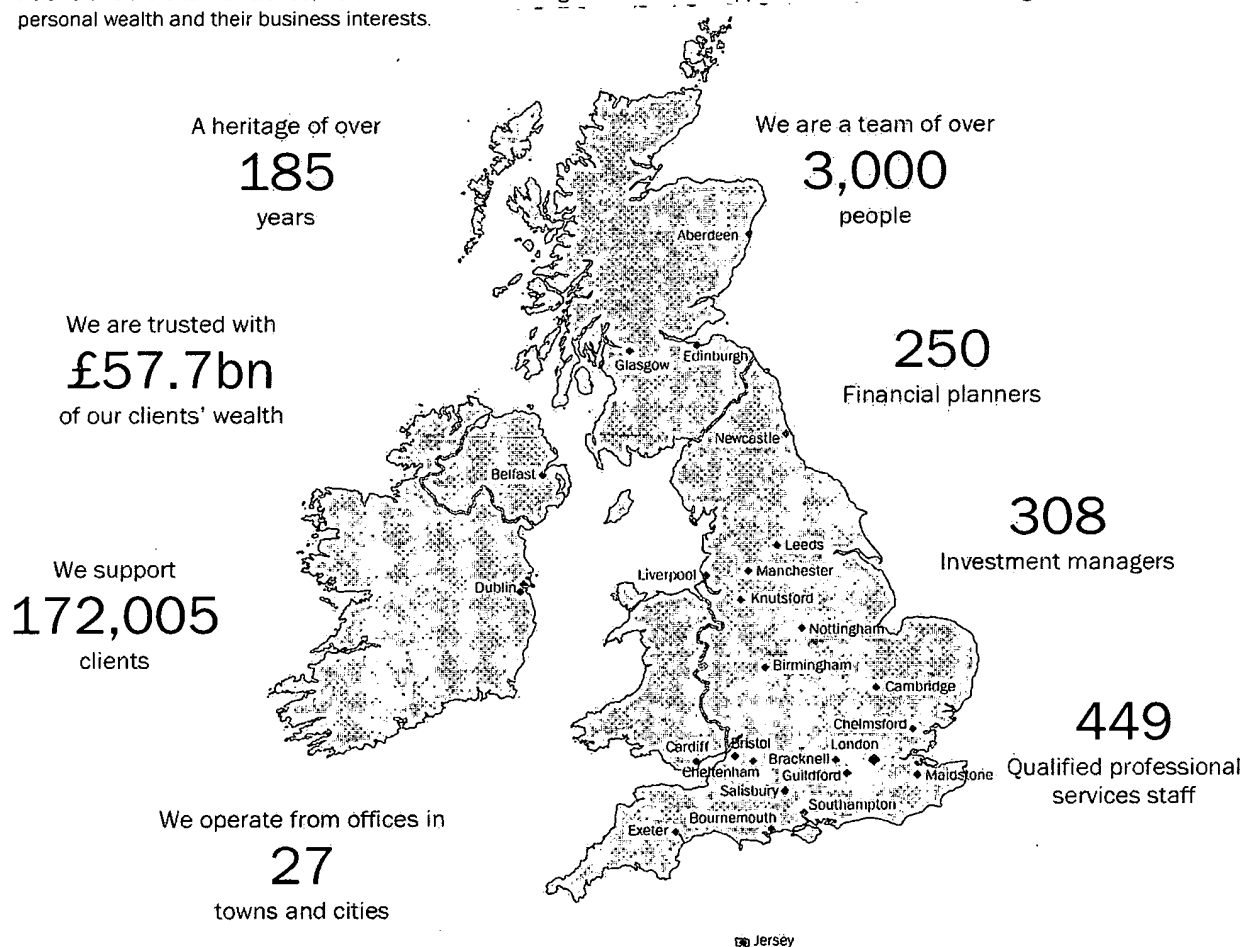 personal wealth and their business interests.
A heritage of over
185
years
We are a team of over
3,000
people
Aberdeen
We are trusted with
£57.7bn
of our clients' wealth
Glasgow
Edinburgh
250
Financial planners
Newcastle
Belfast
308
Investment managers
Leeds
Liverpool
Manchester
Knutsford
We support
172,005
clients
Dublin
Nottingham
Birmingham
Cambridge
Chelmsford
449
Qualified professional
services staff
Cardiff
Bristol
London
Cheltenham
Bracknell
Guildford
Maidstone
Salisbury
Southampton
Bournemouth
Exeter
We operate from offices in
27
towns and cities
Jersey